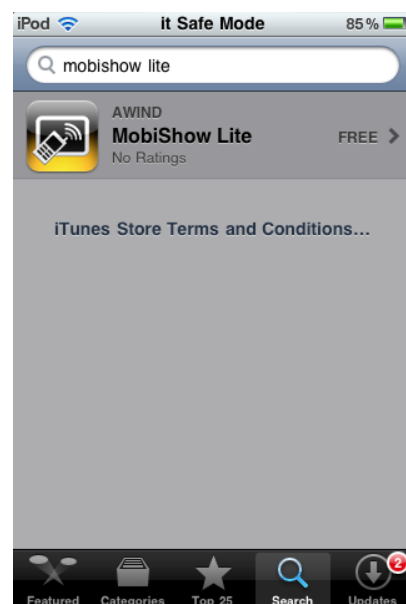 iPod it Safe Mode 85%
mobishow lite
AWIND
MobiShow Lite FREE
No Ratings
iTunes Store Terms and Conditions...
2
Featured Categories Top 25 Search Updates